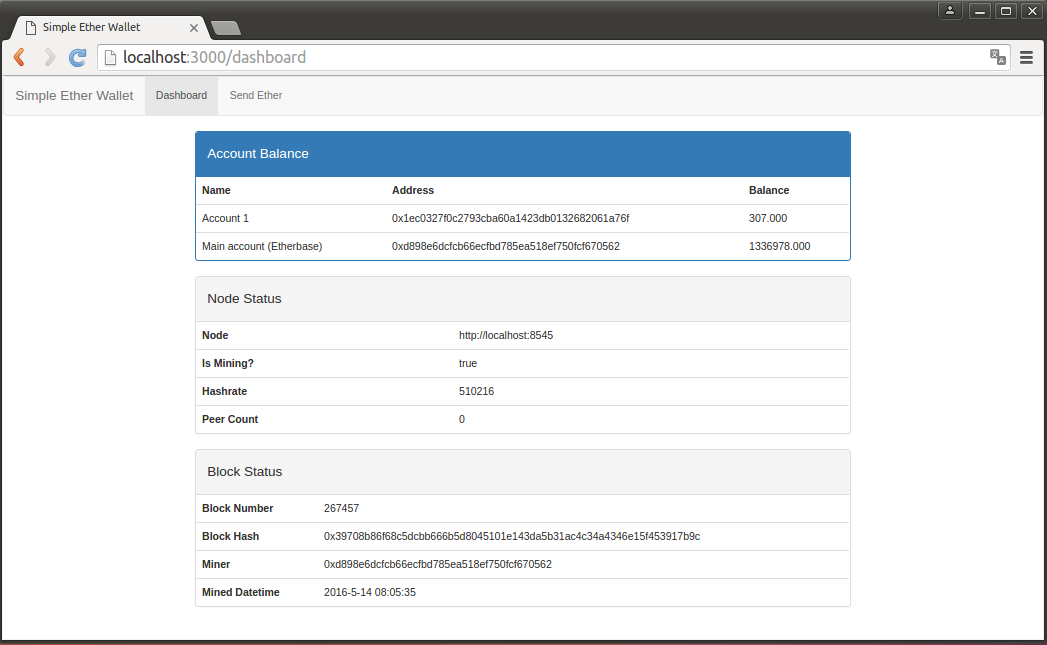 Simple Ether Wallet
localhost:3000/dashboard
Simple Ether Wallet Dashboard Send Ether
Account Balance
Name Address Balance
Account 1 0x1ec0327f0c2793cba60a1423db0132682061a76f 307.000
Main account (Etherbase) 0xd898e6dcfcb66ecfbd785ea518ef750fcf670562 1336978.000
Node Status
Node http://localhost:8545
Is Mining? true
Hashrate 510216
Peer Count 0
Block Status
Block Number 267457
Block Hash 0x39708b86f68c5dcbb666b5d8045101e143da5b31ac4c34a4346e15f453917b9c
Miner 0xd898e6dcfcb66ecfbd785ea518ef750fcf670562
Mined Datetime 2016-5-14 08:05:35